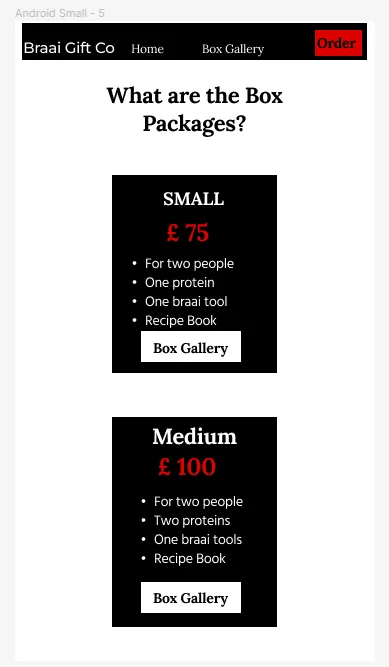 Android Small - 5
Braai Gift Co Home Box Gallery Order
What are the Box
Packages?
SMALL
£ 75
• For two people
• One protein
• One braai tool
• Recipe Book
Box Gallery
Medium
£ 100
• For two people
• Two proteins
• One braai tools
• Recipe Book
Box Gallery